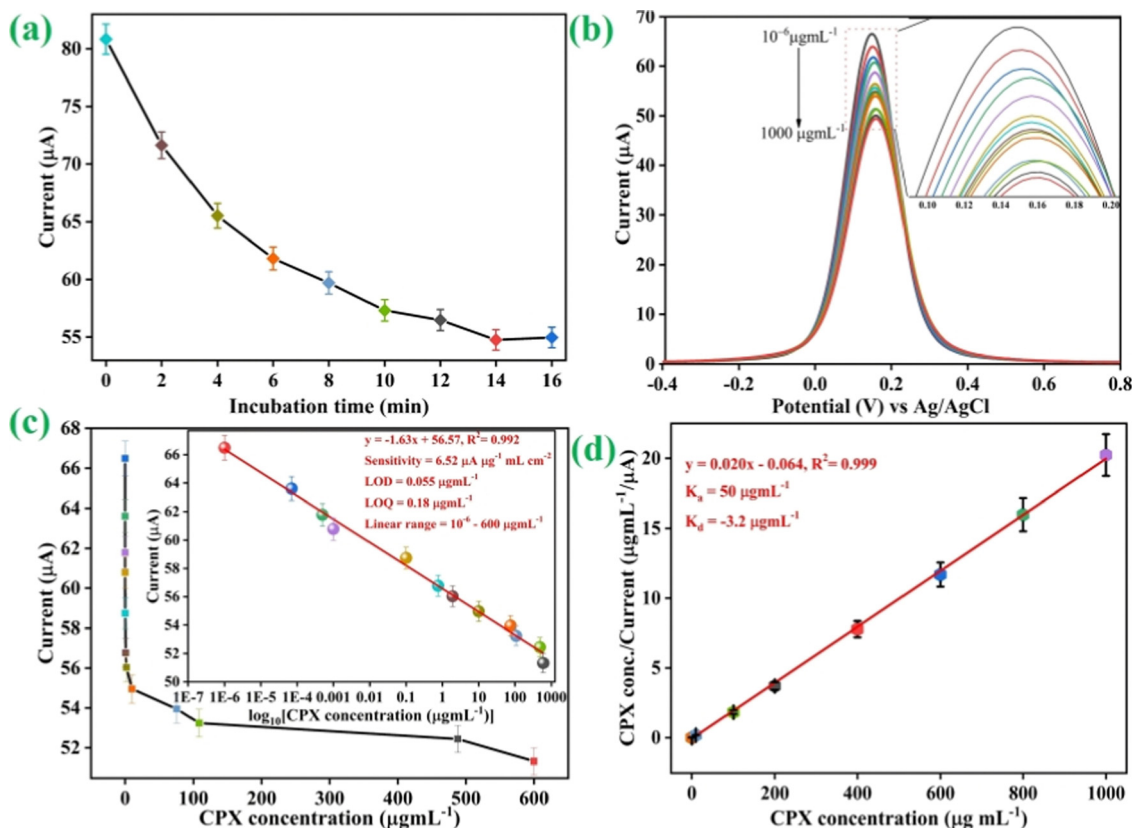 (a)
80
75
70
65
60
55
Current (μA)
0 2 4 6 8 10 12 14 16
Incubation time (min)
(b)
70
60
50
40
30
20
10
0
Current (μA)
10⁻⁶μgmL⁻¹
1000 μgmL⁻¹
0.10 0.12 0.14 0.16 0.18 0.20
-0.4 -0.2 0.0 0.2 0.4 0.6 0.8
Potential (V) vs Ag/AgCl
(c)
68
66
64
62
60
58
56
54
52
Current (μA)
66
64
62
60
58
56
54
52
50
Current (μA)
y = -1.63x + 56.57, R²= 0.992
Sensitivity = 6.52 μA μg⁻¹ mL cm⁻²
LOD = 0.055 μgmL⁻¹
LOQ = 0.18 μgmL⁻¹
Linear range = 10⁻⁶ - 600 μgmL⁻¹
1E-7 1E-6 1E-5 1E-4 1E-3 0.01 0.1 1 10 100 1000
log₁₀[CPX concentration (μgmL⁻¹)]
0 100 200 300 400 500 600
CPX concentration (μgmL⁻¹)
(d)
20
15
10
5
0
CPX conc./Current (μgmL⁻¹/μA)
y = 0.020x - 0.064, R²= 0.999
Kₐ = 50 μgmL⁻¹
K_d = -3.2 μgmL⁻¹
0 200 400 600 800 1000
CPX concentration (μg mL⁻¹)